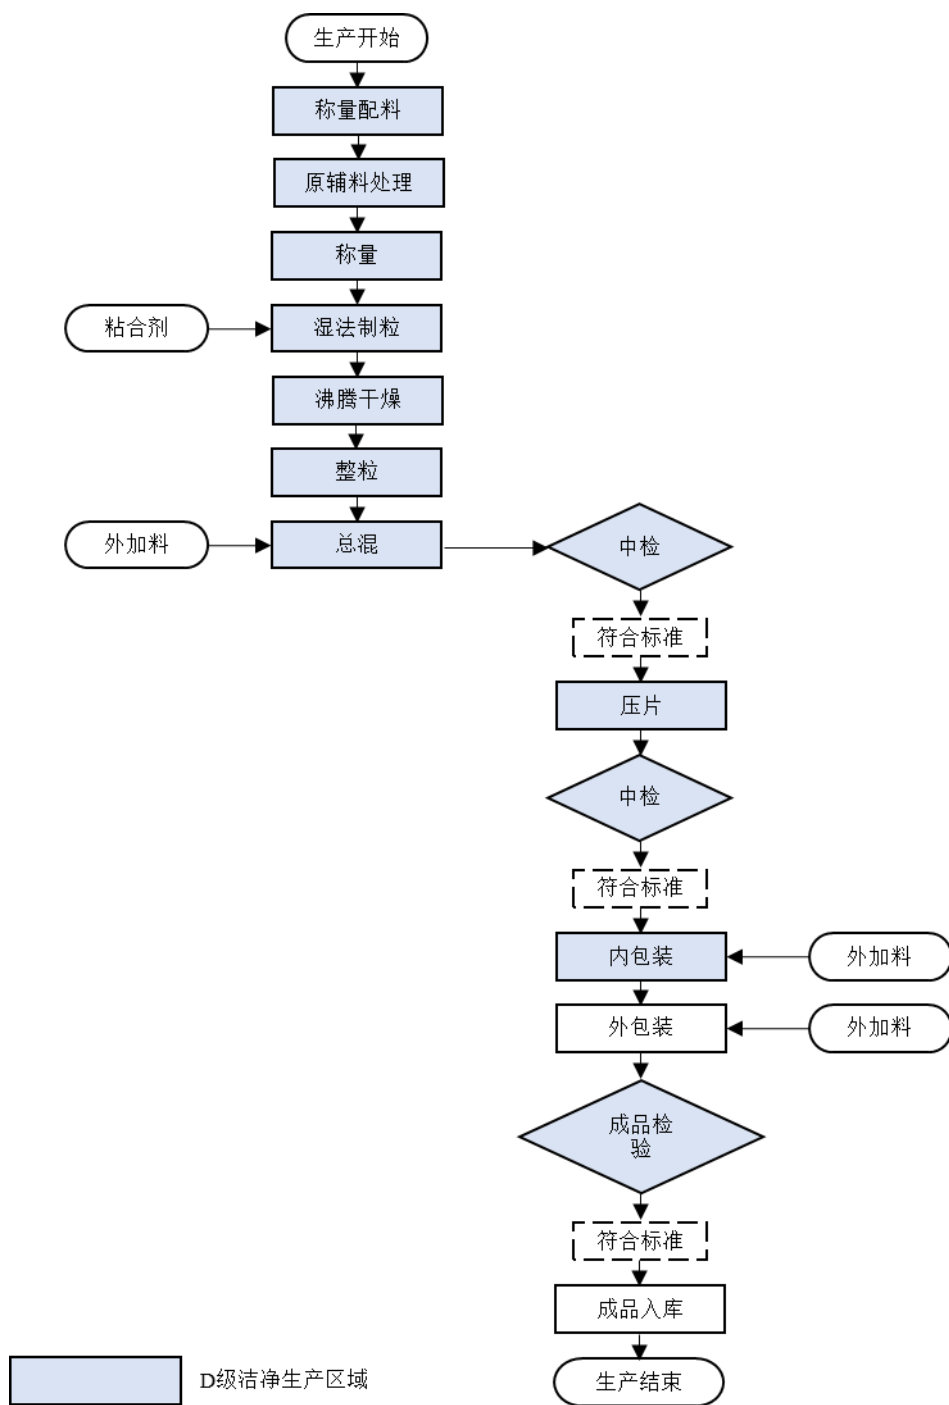 生产开始
称量配料
原辅料处理
称量
粘合剂
湿法制粒
沸腾干燥
整粒
外加料
总混
中检
符合标准
压片
中检
符合标准
内包装
外加料
外包装
外加料
成品检
验
符合标准
成品入库
生产结束
D级洁净生产区域